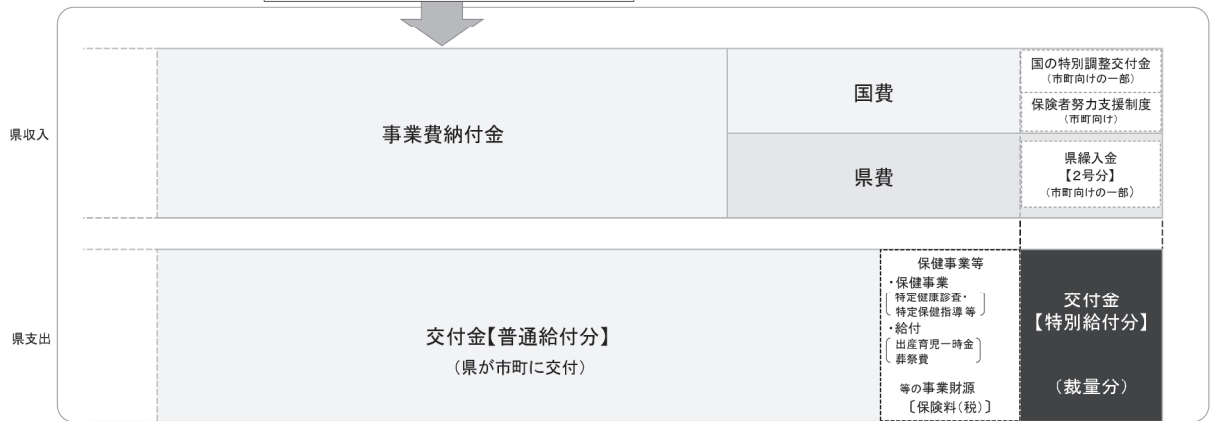 県収入
事業費納付金
国費
国の特別調整交付金
(市町向けの一部)
保険者努力支援制度
(市町向け)
県費
県繰入金
【2号分】
(市町向けの一部)
県支出
交付金【普通給付分】
(県が市町に交付)
保健事業等
・保健事業
特定健康診査・
特定保健指導等
・給付
出産育児一時金
葬祭費
等の事業財源
〔保険料(税)〕
交付金
【特別給付分】
(裁量分)